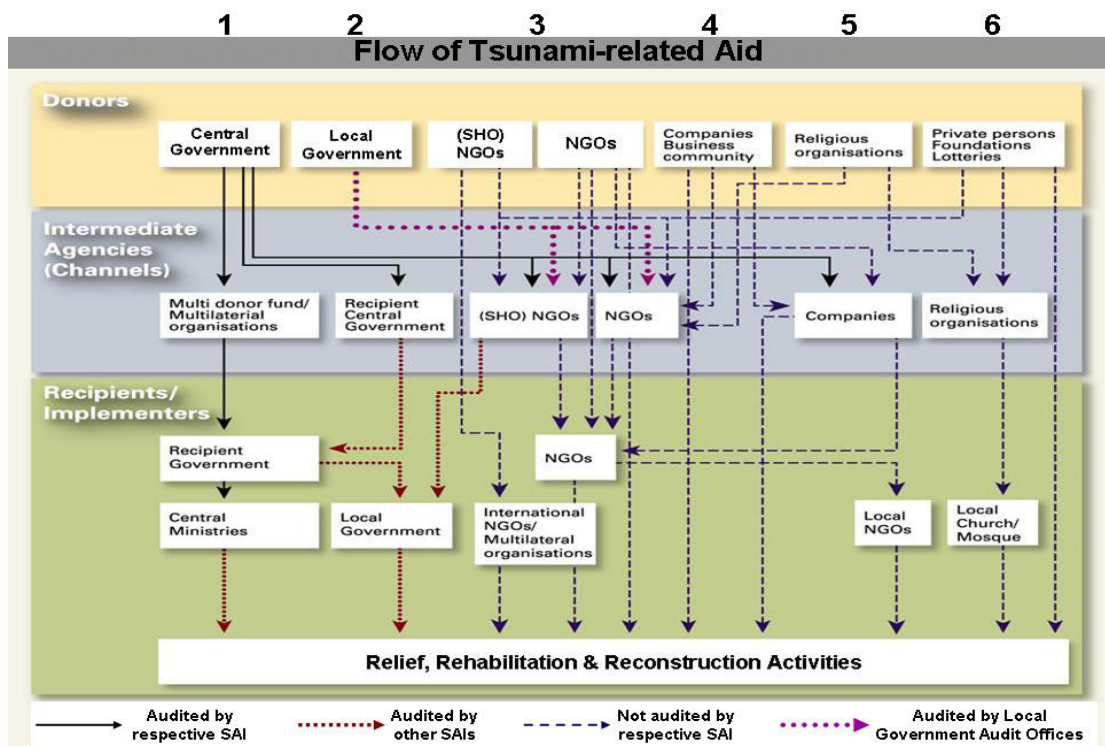 1 2 3 4 5 6
Flow of Tsunami-related Aid
Donors
Central
Government
Local
Government
(SHO)
NGOs
NGOs
Companies
Business
community
Religious
organisations
Private persons
Foundations
Lotteries
Intermediate
Agencies
(Channels)
Multi donor fund/
Multilaterial
organisations
Recipient
Central
Government
(SHO) NGOs
NGOs
Companies
Religious
organisations
Recipients/
Implementers
Recipient
Government
NGOs
Central
Ministries
Local
Government
International
NGOs/
Multilateral
organisations
Local
NGOs
Local
Church/
Mosque
Relief, Rehabilitation & Reconstruction Activities
Audited by
respective SAI
Audited by
other SAIs
Not audited by
respective SAI
Audited by Local
Government Audit Offices